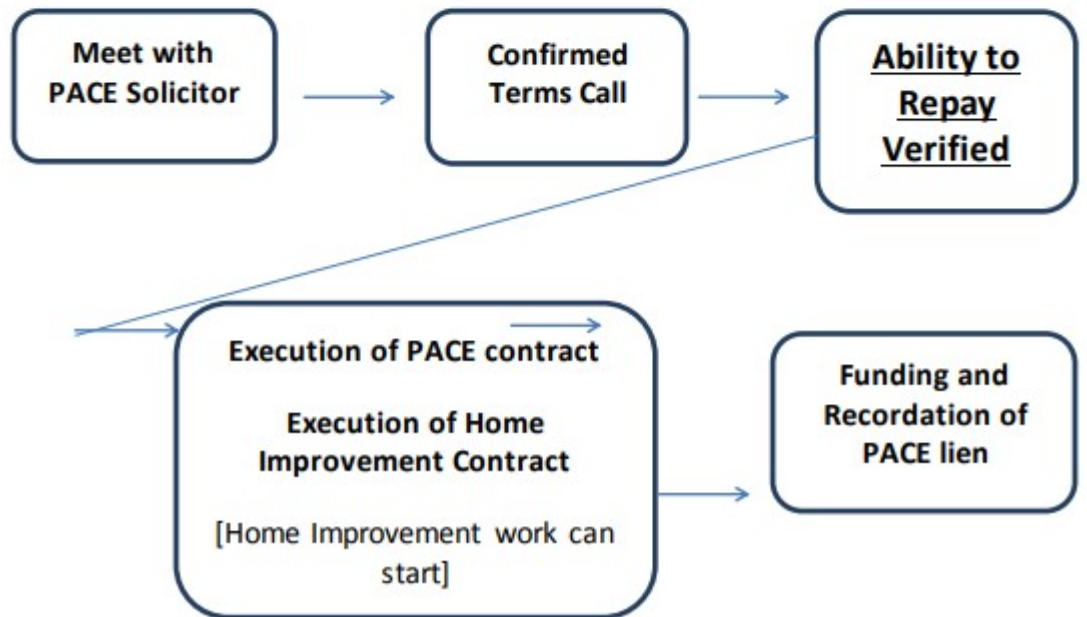 Meet with
PACE Solicitor
Confirmed
Terms Call
Ability to
Repay
Verified
Execution of PACE contract
Execution of Home
Improvement Contract
[Home Improvement work can
start]
Funding and
Recordation of
PACE lien